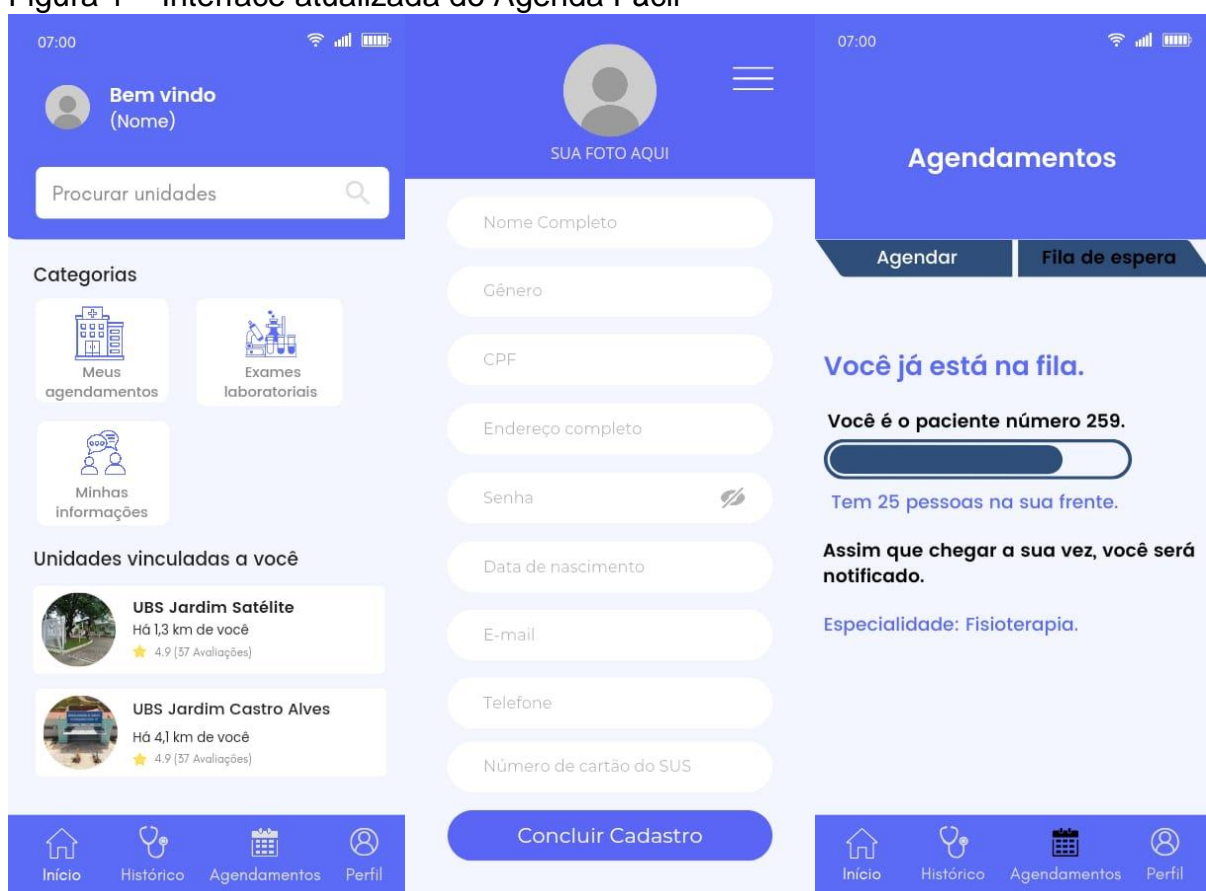 Figura 1 – Interface atualizada do Agenda Fácil
07:00
Bem vindo
(Nome)
Procurar unidades
Categorias
Meus
agendamentos
Exames
laboratoriais
Minhas
informações
Unidades vinculadas a você
UBS Jardim Satélite
Há 1,3 km de você
4.9 (37 Avaliações)
UBS Jardim Castro Alves
Há 4,1 km de você
4.9 (37 Avaliações)
Início
Histórico
Agendamentos
Perfil
SUA FOTO AQUI
Nome Completo
Gênero
CPF
Endereço completo
Senha
Data de nascimento
E-mail
Telefone
Número de cartão do SUS
Concluir Cadastro
07:00
Agendamentos
Agendar
Fila de espera
Você já está na fila.
Você é o paciente número 259.
Tem 25 pessoas na sua frente.
Assim que chegar a sua vez, você será
notificado.
Especialidade: Fisioterapia.
Início
Histórico
Agendamentos
Perfil